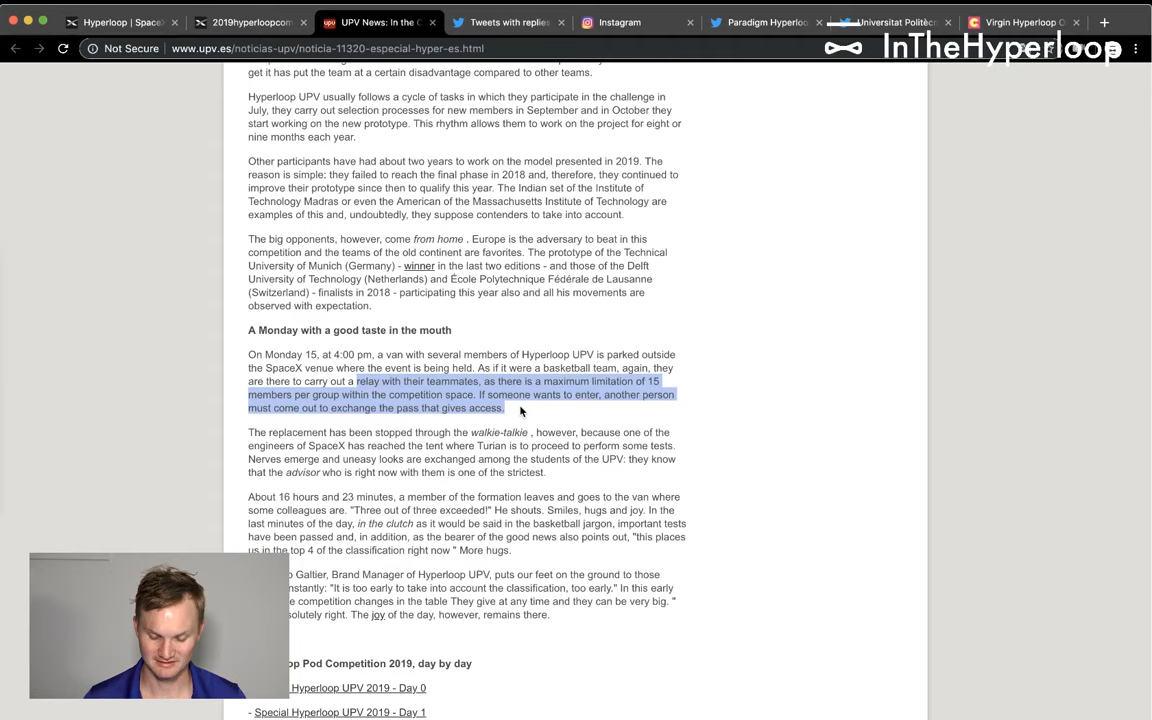 Hyperloop | SpaceX
2019hyperloopcom
UPV News: In the C
Tweets with replies
Instagram
Paradigm Hyperloo
Universitat Politèc
Virgin Hyperloop O
Not Secure
www.upv.es/noticias-upv/noticia-11320-especial-hyper-es.html
InTheHyperloop
get it has put the team at a certain disadvantage compared to other teams.
Hyperloop UPV usually follows a cycle of tasks in which they participate in the challenge in
July, they carry out selection processes for new members in September and in October they
start working on the new prototype. This rhythm allows them to work on the project for eight or
nine months each year.
Other participants have had about two years to work on the model presented in 2019. The
reason is simple: they failed to reach the final phase in 2018 and, therefore, they continued to
improve their prototype since then to qualify this year. The Indian set of the Institute of
Technology Madras or even the American of the Massachusetts Institute of Technology are
examples of this and, undoubtedly, they suppose contenders to take into account.
The big opponents, however, come from home . Europe is the adversary to beat in this
competition and the teams of the old continent are favorites. The prototype of the Technical
University of Munich (Germany) - winner in the last two editions - and those of the Delft
University of Technology (Netherlands) and École Polytechnique Fédérale de Lausanne
(Switzerland) - finalists in 2018 - participating this year also and all his movements are
observed with expectation.
A Monday with a good taste in the mouth
On Monday 15, at 4:00 pm, a van with several members of Hyperloop UPV is parked outside
the SpaceX venue where the event is being held. As if it were a basketball team, again, they
are there to carry out a relay with their teammates, as there is a maximum limitation of 15
members per group within the competition space. If someone wants to enter, another person
must come out to exchange the pass that gives access.
The replacement has been stopped through the walkie-talkie , however, because one of the
engineers of SpaceX has reached the tent where Turian is to proceed to perform some tests.
Nerves emerge and uneasy looks are exchanged among the students of the UPV: they know
that the advisor who is right now with them is one of the strictest.
About 16 hours and 23 minutes, a member of the formation leaves and goes to the van where
some colleagues are. "Three out of three exceeded!" He shouts. Smiles, hugs and joy. In the
last minutes of the day, in the clutch as it would be said in the basketball jargon, important tests
have been passed and, in addition, as the bearer of the good news also points out, "this places
us in the top 4 of the classification right now " More hugs.
Galtier, Brand Manager of Hyperloop UPV, puts our feet on the ground to those
"It is too early to take into account the classification, too early." In this early
competition changes in the table They give at any time and they can be very big. "
right. The joy of the day, however, remains there.
Pod Competition 2019, day by day
Hyperloop UPV 2019 - Day 0
- Special Hyperloop UPV 2019 - Day 1